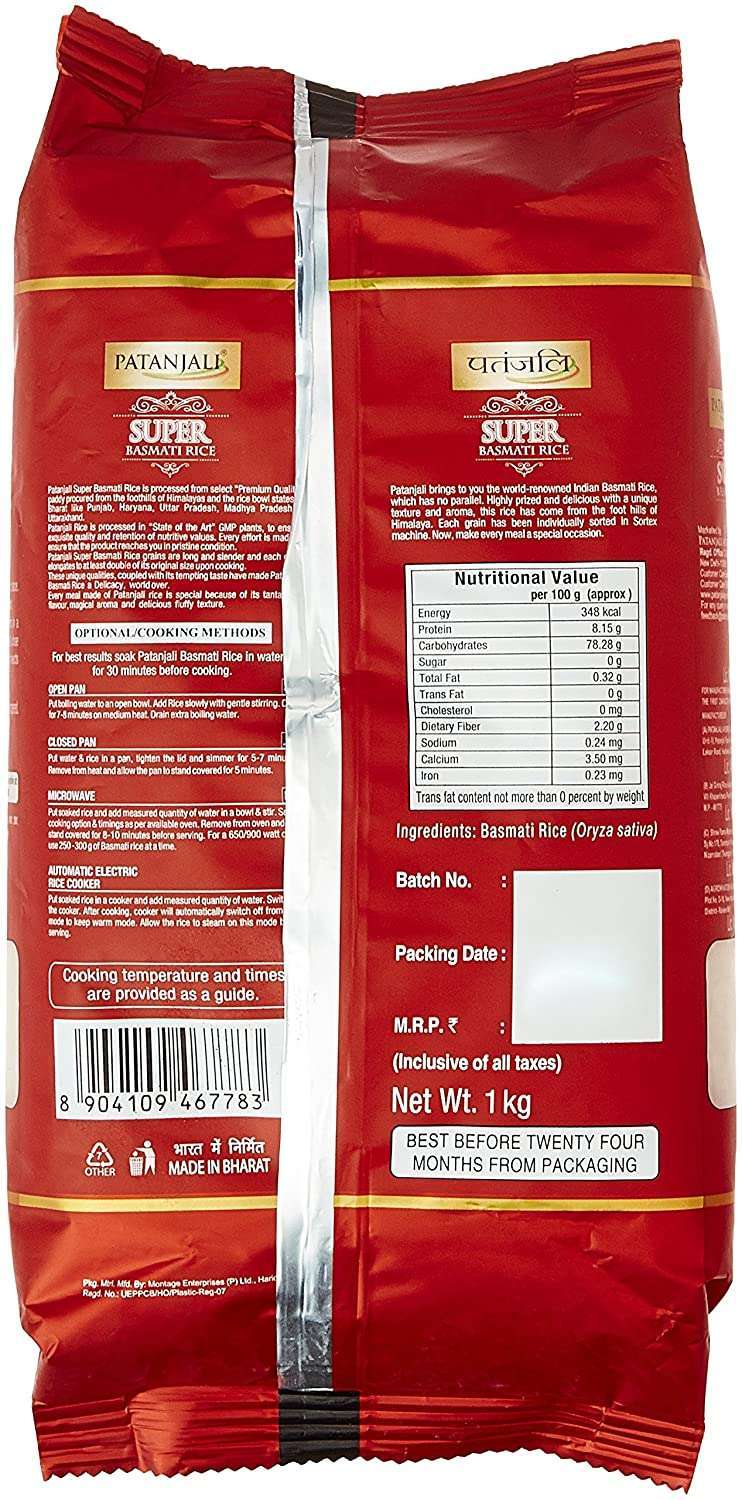 PATANJALI®
SUPER
BASMATI RICE
Patanjali Super Basmati Rice is processed from select "Premium
paddy procured from the foothills of Himalayas and the rice bowl states
Bharat like Punjab, Haryana, Uttar Pradesh, Madhya Pradesh
Uttarakhand.
Patanjali Rice is processed in "State of the Art" GMP plants, to
exquisite quality and retention of nutritive values. Every effort is
ensure that the product reaches you in pristine condition.
Patanjali Super Basmati Rice grains are long and slender and each
elongates to at least double of its original size upon cooking.
These unique qualities, coupled with its tempting taste have made
Basmati Rice a Delicacy, world over.
Every meal made of Patanjali rice is special because of its
flavour, magical aroma and delicious fluffy texture.
OPTIONAL/COOKING METHODS
For best results soak Patanjali Basmati Rice in water
for 30 minutes before cooking.
OPEN PAN
Put boiling water to an open bowl. Add Rice slowly with gentle stirring.
for 7-8 minutes on medium heat. Drain extra boiling water.
CLOSED PAN
Put water & rice in a pan, tighten the lid and simmer for 5-7
Remove from heat and allow the pan to stand covered for 5 minutes.
MICROWAVE
Put soaked rice and add measured quantity of water in a bowl & stir.
cooking option & timings as per available oven. Remove from oven and
stand covered for 8-10 minutes before serving. For a 650/900 watt
use 250-300 g of Basmati rice at a time.
AUTOMATIC ELECTRIC
RICE COOKER
Put soaked rice in a cooker and add measured quantity of water.
the cooker. After cooking, cooker will automatically switch off from
mode to keep warm mode. Allow the rice to steam on this mode
serving.
Cooking temperature and times
are provided as a guide.
8 904109 467783
7
OTHER
भारत में निर्मित
MADE IN BHARAT
Pkg. Mtrl. Mfd. By: Montage Enterprises (P) Ltd.,
Regd. No.: UEPPCB/HO/Plastic-Reg-07
पतंजलि
SUPER
BASMATI RICE
Patanjali brings to you the world-renowned Indian Basmati Rice,
which has no parallel. Highly prized and delicious with a unique
texture and aroma, this rice has come from the foot hills of
Himalaya. Each grain has been individually sorted in Sortex
machine. Now, make every meal a special occasion.
Nutritional Value
per 100 g (approx )
Energy 348 kcal
Protein 8.15 g
Carbohydrates 78.28 g
Sugar 0 g
Total Fat 0.32 g
Trans Fat 0 g
Cholesterol 0 mg
Dietary Fiber 2.20 g
Sodium 0.24 mg
Calcium 3.50 mg
Iron 0.23 mg
Trans fat content not more than 0 percent by weight
Ingredients: Basmati Rice (Oryza sativa)
Batch No. :
Packing Date :
M.R.P. ₹ :
(Inclusive of all taxes)
Net Wt. 1 kg
BEST BEFORE TWENTY FOUR
MONTHS FROM PACKAGING